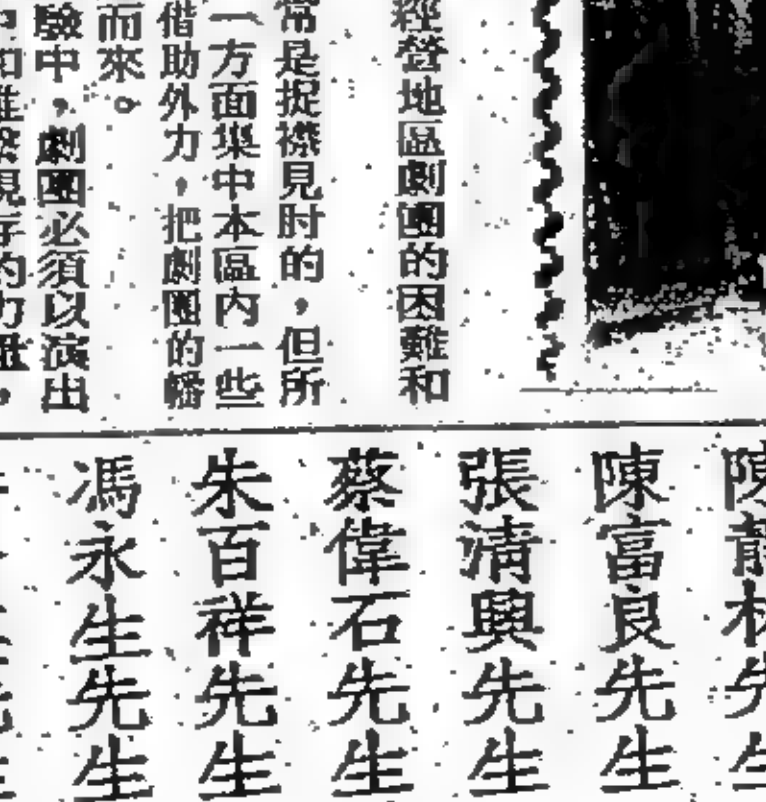 經營地區劇團的困難和
常是捉襟見肘的，但所
一方面集中本區內一些
借助外力，把劇團的幡
而來。
驗中，劇團必須以演出
陳富良先生
張清興先生
蔡偉石先生
朱百祥先生
馮永生先生